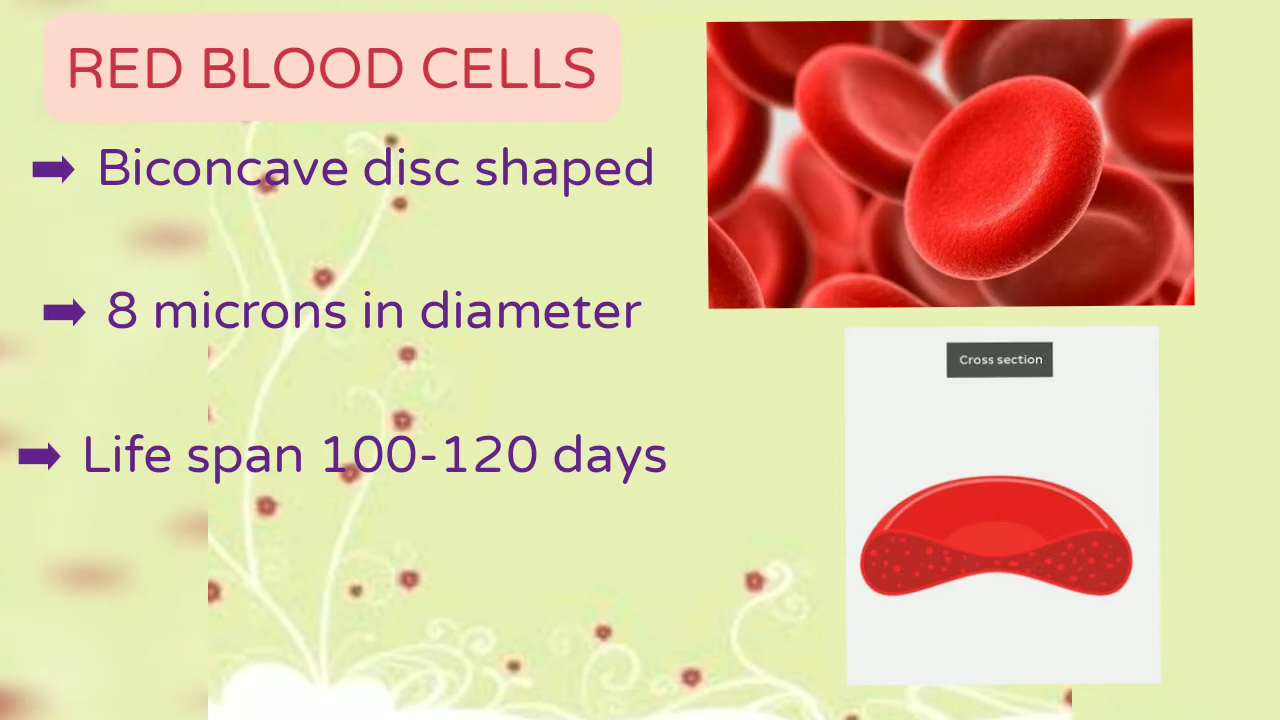 RED BLOOD CELLS
➡ Biconcave disc shaped
➡ 8 microns in diameter
➡ Life span 100-120 days
Cross section